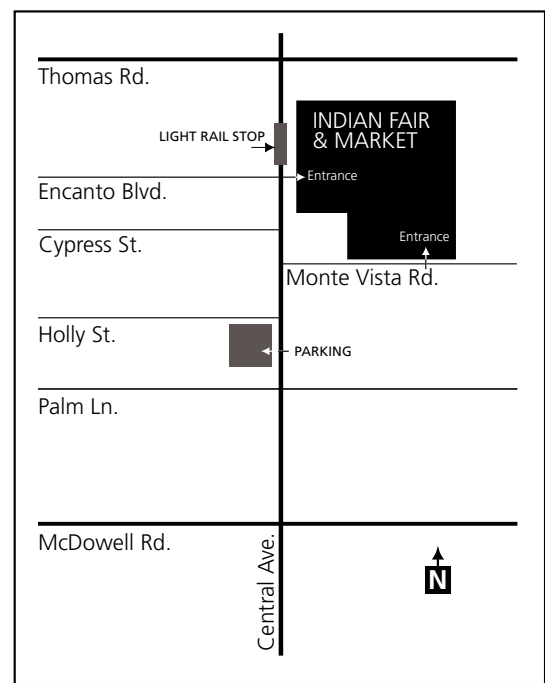 Thomas Rd.
INDIAN FAIR
& MARKET
LIGHT RAIL STOP
Entrance
Encanto Blvd.
Entrance
Cypress St.
Monte Vista Rd.
Holly St.
PARKING
Palm Ln.
McDowell Rd.
Central Ave.
N